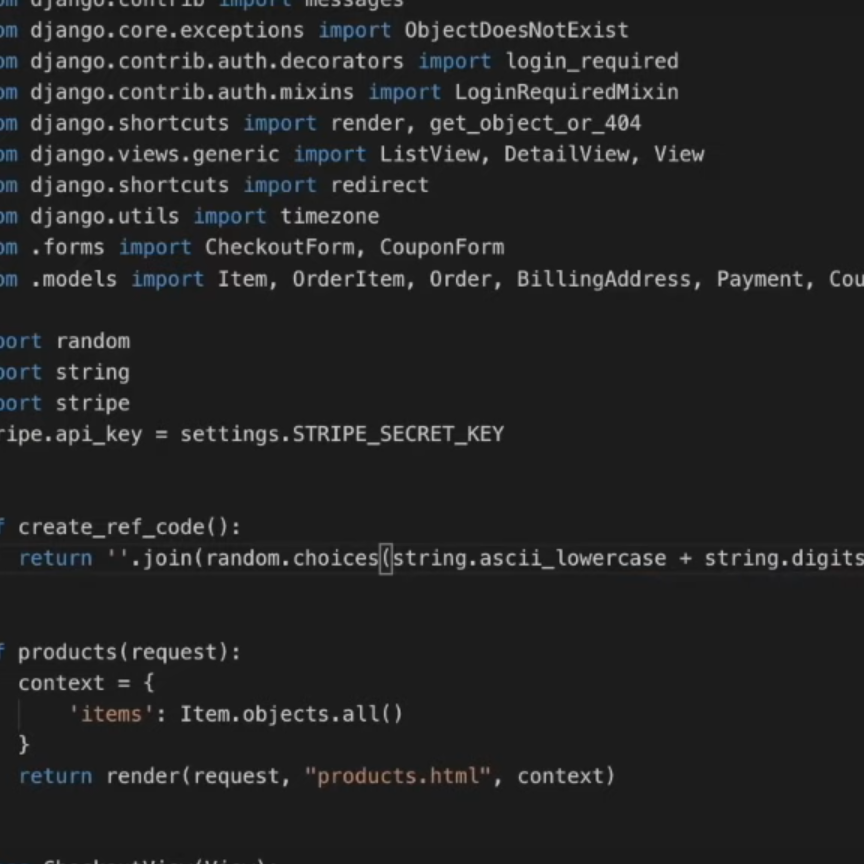 om django.contrib import messages
om django.core.exceptions import ObjectDoesNotExist
om django.contrib.auth.decorators import login_required
om django.contrib.auth.mixins import LoginRequiredMixin
om django.shortcuts import render, get_object_or_404
om django.views.generic import ListView, DetailView, View
om django.shortcuts import redirect
om django.utils import timezone
om .forms import CheckoutForm, CouponForm
om .models import Item, OrderItem, Order, BillingAddress, Payment, Cou
port random
port string
port stripe
ripe.api_key = settings.STRIPE_SECRET_KEY
f create_ref_code():
return ''.join(random.choices(string.ascii_lowercase + string.digits
f products(request):
context = {
'items': Item.objects.all()
}
return render(request, "products.html", context)
CheckoutView(View):